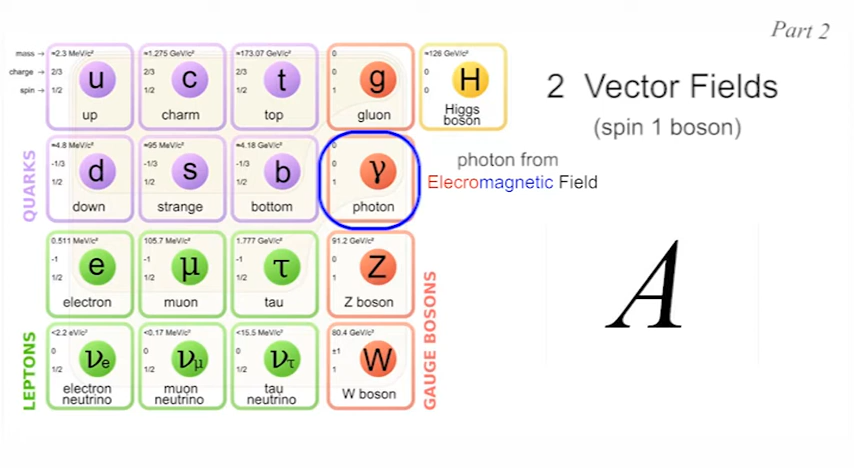 Part 2
mass → ≈2.3 MeV/c² ≈1.275 GeV/c² ≈173.07 GeV/c² 0 ≈126 GeV/c²
charge → 2/3 2/3 2/3 0 0
spin → 1/2 1/2 1/2 1 0
u c t g H
up charm top gluon Higgs
boson
2 Vector Fields
(spin 1 boson)
QUARKS
≈4.8 MeV/c² ≈95 MeV/c² ≈4.18 GeV/c² 0
-1/3 -1/3 -1/3 0
1/2 1/2 1/2 1
d s b γ
down strange bottom photon
photon from
Elecromagnetic Field
0.511 MeV/c² 105.7 MeV/c² 1.777 GeV/c² 91.2 GeV/c²
-1 -1 -1 0
1/2 1/2 1/2 1
e μ τ Z
electron muon tau Z boson
A
LEPTONS
<2.2 eV/c² <0.17 MeV/c² <15.5 MeV/c² 80.4 GeV/c²
0 0 0 ±1
1/2 1/2 1/2 1
νe νμ ντ W
electron
neutrino
muon
neutrino
tau
neutrino
W boson
GAUGE BOSONS